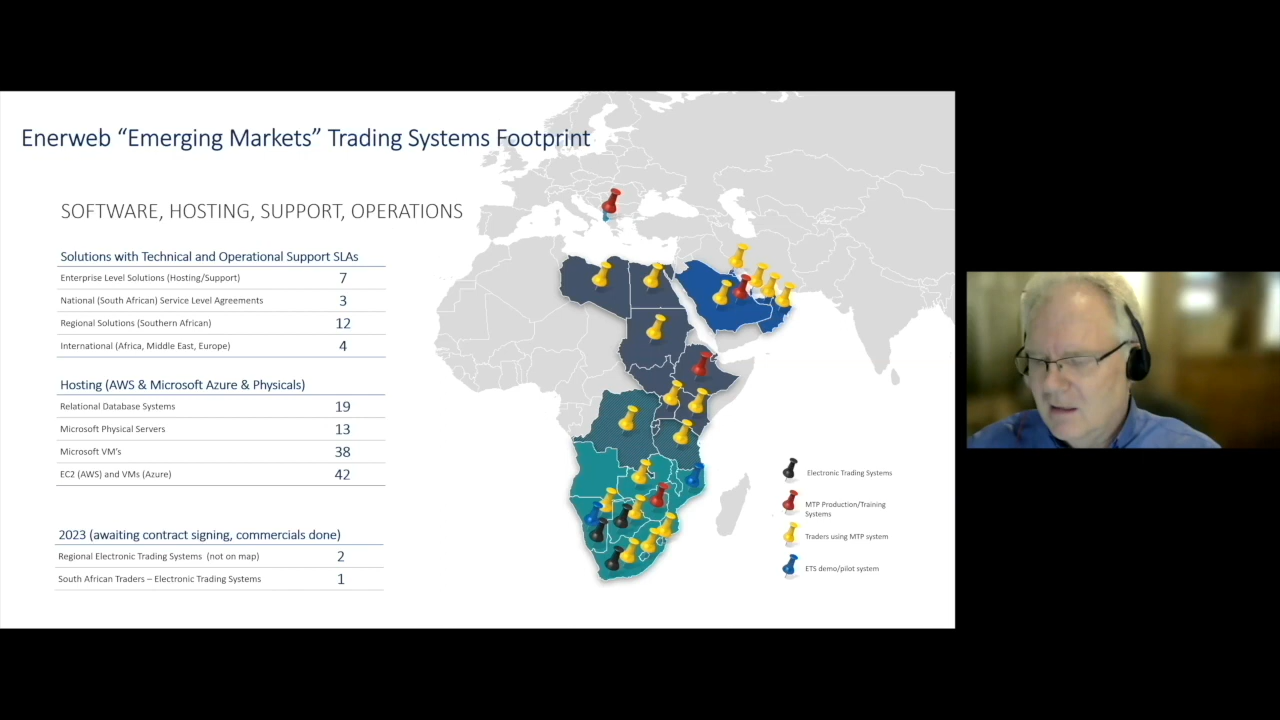 Enerweb “Emerging Markets” Trading Systems Footprint
SOFTWARE, HOSTING, SUPPORT, OPERATIONS
Solutions with Technical and Operational Support SLAs
Enterprise Level Solutions (Hosting/Support) 7
National (South African) Service Level Agreements 3
Regional Solutions (Southern African) 12
International (Africa, Middle East, Europe) 4
Hosting (AWS & Microsoft Azure & Physicals)
Relational Database Systems 19
Microsoft Physical Servers 13
Microsoft VM's 38
EC2 (AWS) and VMs (Azure) 42
2023 (awaiting contract signing, commercials done)
Regional Electronic Trading Systems (not on map) 2
South African Traders – Electronic Trading Systems 1
Electronic Trading Systems
MTP Production/Training
Systems
Traders using MTP system
ETS demo/pilot system